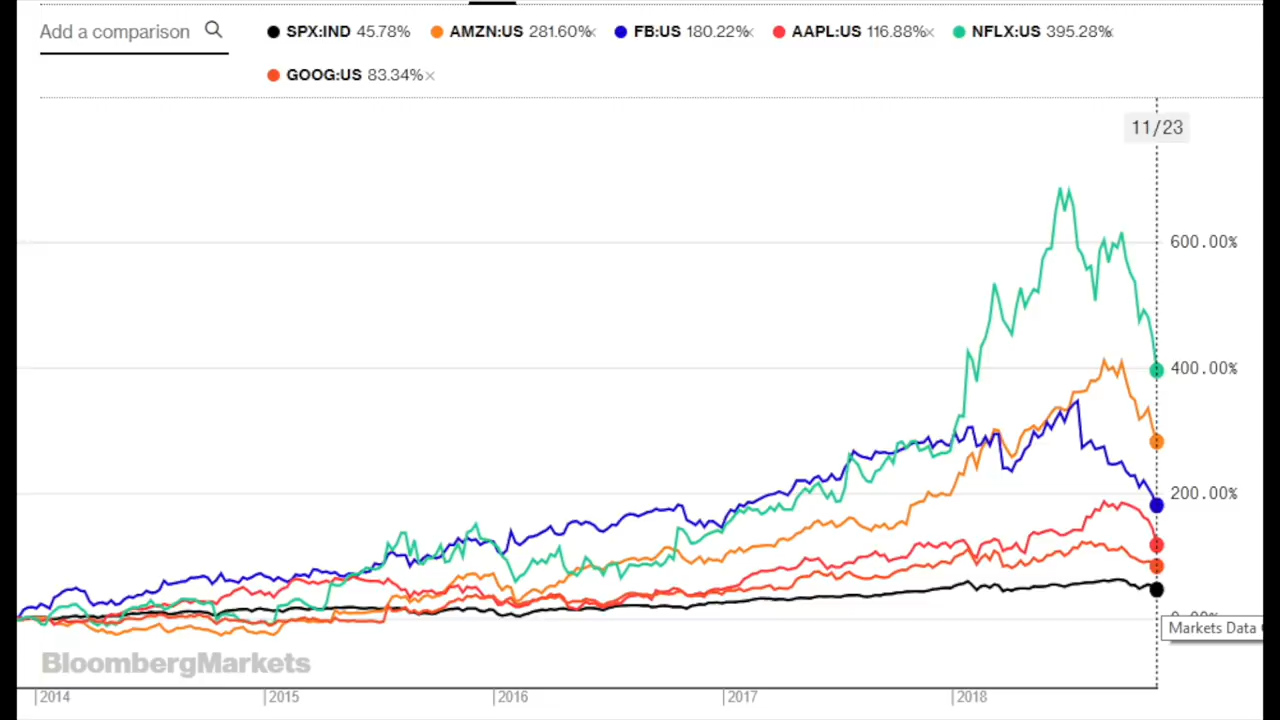 Add a comparison
SPX:IND 45.78% AMZN:US 281.60%× FB:US 180.22%× AAPL:US 116.88%× NFLX:US 395.28%×
GOOG:US 83.34%×
11/23
600.00%
400.00%
200.00%
0.00%
Markets Data
BloombergMarkets
2014 2015 2016 2017 2018